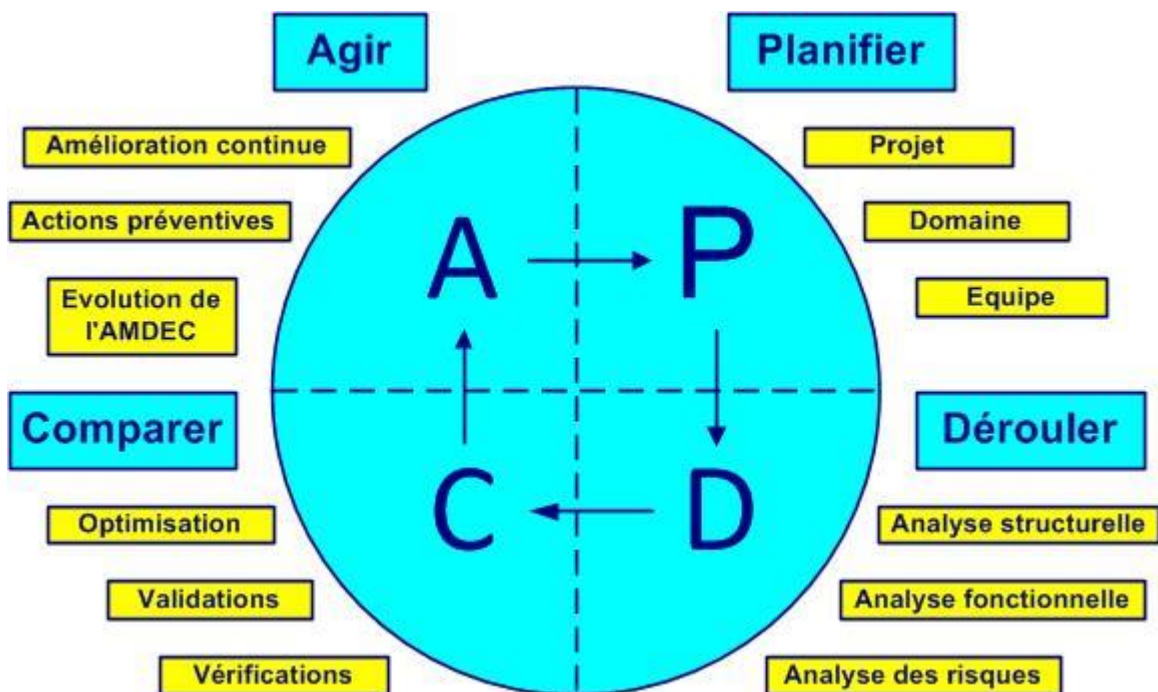 Agir
Planifier
Amélioration continue
Projet
Actions préventives
Domaine
Evolution de
l'AMDEC
Equipe
A
P
Comparer
Dérouler
C
D
Optimisation
Analyse structurelle
Validations
Analyse fonctionnelle
Vérifications
Analyse des risques